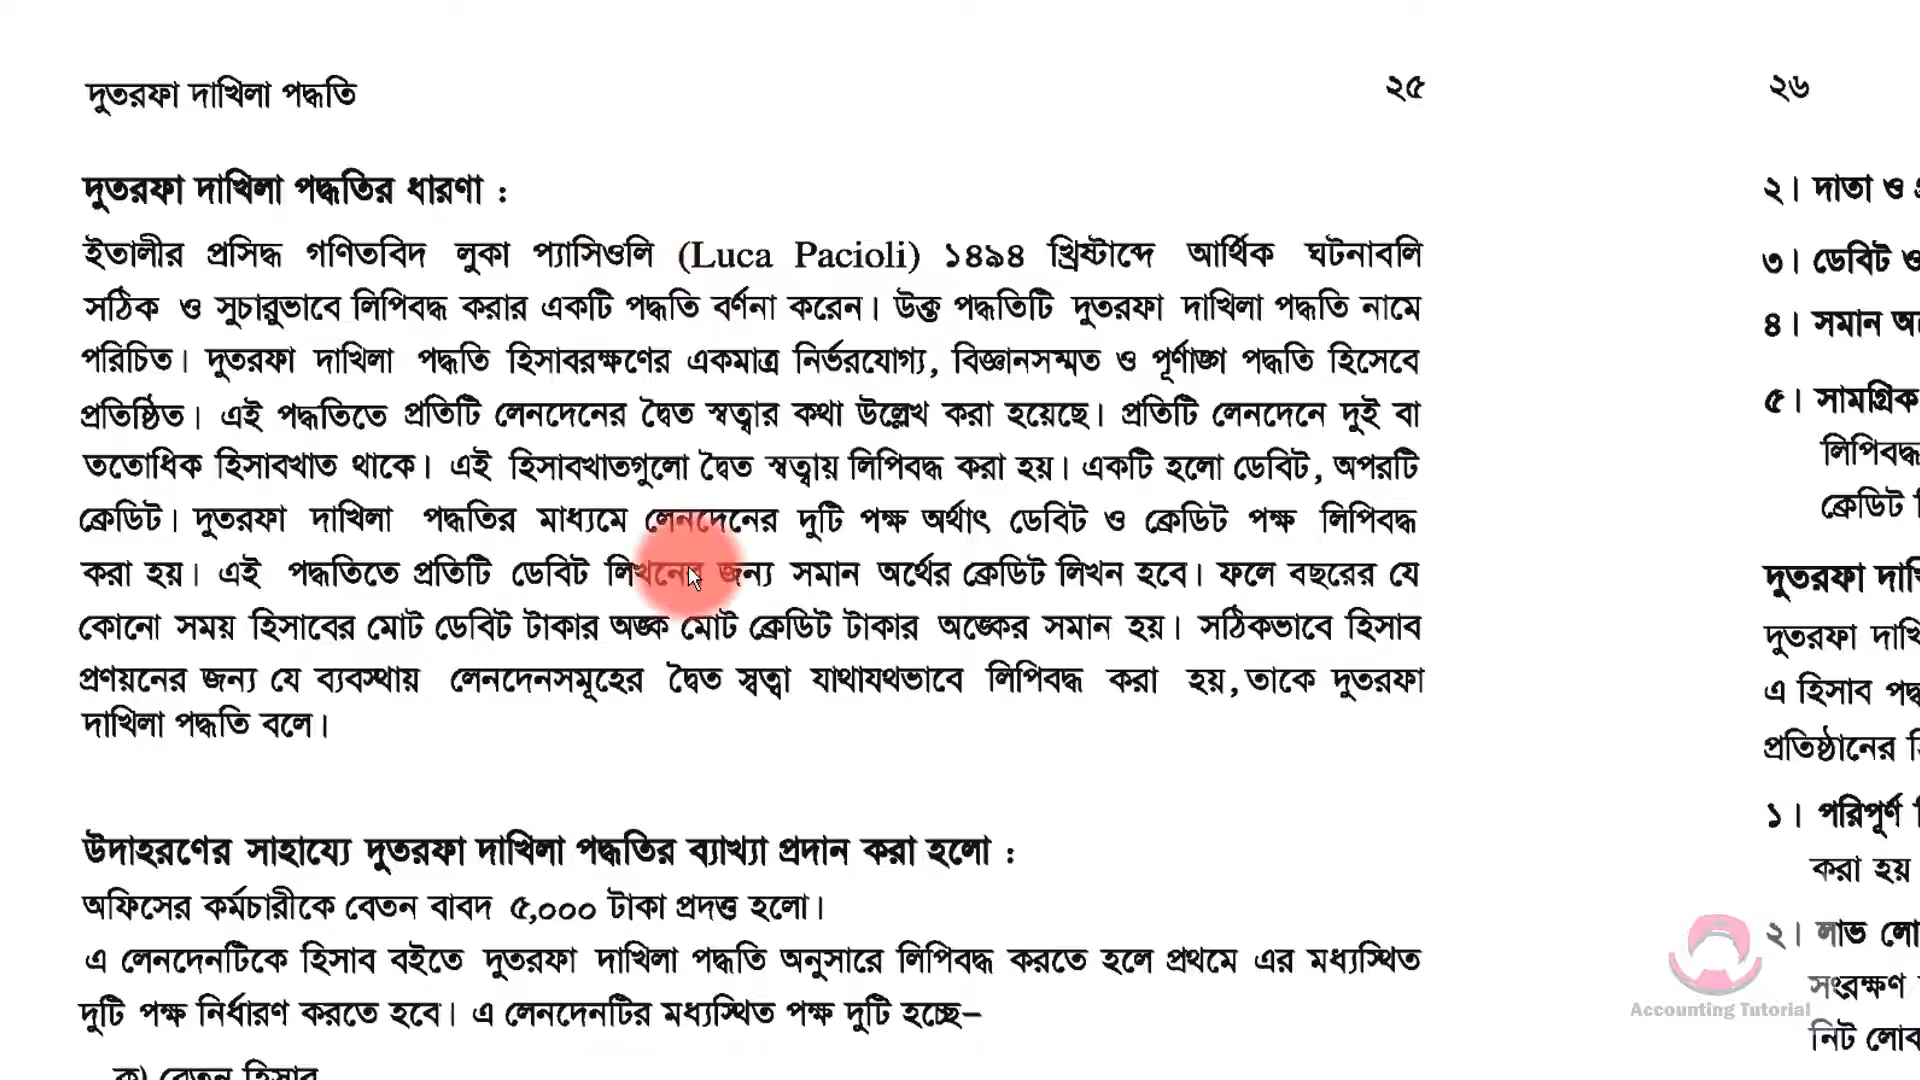 দুতরফা দাখিলা পদ্ধতি
২৫
দুতরফা দাখিলা পদ্ধতির ধারণা :
ইতালীর প্রসিদ্ধ গণিতবিদ লুকা প্যাসিওলি (Luca Pacioli) ১৪৯৪ খ্রিষ্টাব্দে আর্থিক ঘটনাবলি
সঠিক ও সুচারুভাবে লিপিবদ্ধ করার একটি পদ্ধতি বর্ণনা করেন। উক্ত পদ্ধতিটি দুতরফা দাখিলা পদ্ধতি নামে
পরিচিত। দুতরফা দাখিলা পদ্ধতি হিসাবরক্ষণের একমাত্র নির্ভরযোগ্য, বিজ্ঞানসম্মত ও পূর্ণাঙ্গ পদ্ধতি হিসেবে
প্রতিষ্ঠিত। এই পদ্ধতিতে প্রতিটি লেনদেনের দ্বৈত স্বত্বার কথা উল্লেখ করা হয়েছে। প্রতিটি লেনদেনে দুই বা
ততোধিক হিসাবখাত থাকে। এই হিসাবখাতগুলো দ্বৈত স্বত্বায় লিপিবদ্ধ করা হয়। একটি হলো ডেবিট, অপরটি
ক্রেডিট। দুতরফা দাখিলা পদ্ধতির মাধ্যমে লেনদেনের দুটি পক্ষ অর্থাৎ ডেবিট ও ক্রেডিট পক্ষ লিপিবদ্ধ
করা হয়। এই পদ্ধতিতে প্রতিটি ডেবিট লিখনের জন্য সমান অর্থের ক্রেডিট লিখন হবে। ফলে বছরের যে
কোনো সময় হিসাবের মোট ডেবিট টাকার অঙ্ক মোট ক্রেডিট টাকার অঙ্কের সমান হয়। সঠিকভাবে হিসাব
প্রণয়নের জন্য যে ব্যবস্থায় লেনদেনসমূহের দ্বৈত স্বত্বা যাথাযথভাবে লিপিবদ্ধ করা হয়,তাকে দুতরফা
দাখিলা পদ্ধতি বলে।
উদাহরণের সাহায্যে দুতরফা দাখিলা পদ্ধতির ব্যাখ্যা প্রদান করা হলো :
অফিসের কর্মচারীকে বেতন বাবদ ৫,০০০ টাকা প্রদত্ত হলো।
এ লেনদেনটিকে হিসাব বইতে দুতরফা দাখিলা পদ্ধতি অনুসারে লিপিবদ্ধ করতে হলে প্রথমে এর মধ্যস্থিত
দুটি পক্ষ নির্ধারণ করতে হবে। এ লেনদেনটির মধ্যস্থিত পক্ষ দুটি হচ্ছে–
ক) বেতন হিসাব
২৬
২। দাতা ও
৩। ডেবিট ও
৪। সমান
৫। সামগ্রিক
লিপিবদ্ধ
ক্রেডিট
দুতরফা
দুতরফা
এ হিসাব
প্রতিষ্ঠানের
১। পরিপূর্ণ
করা হয়
২। লাভ
সংরক্ষণ
নিট
Accounting Tutorial